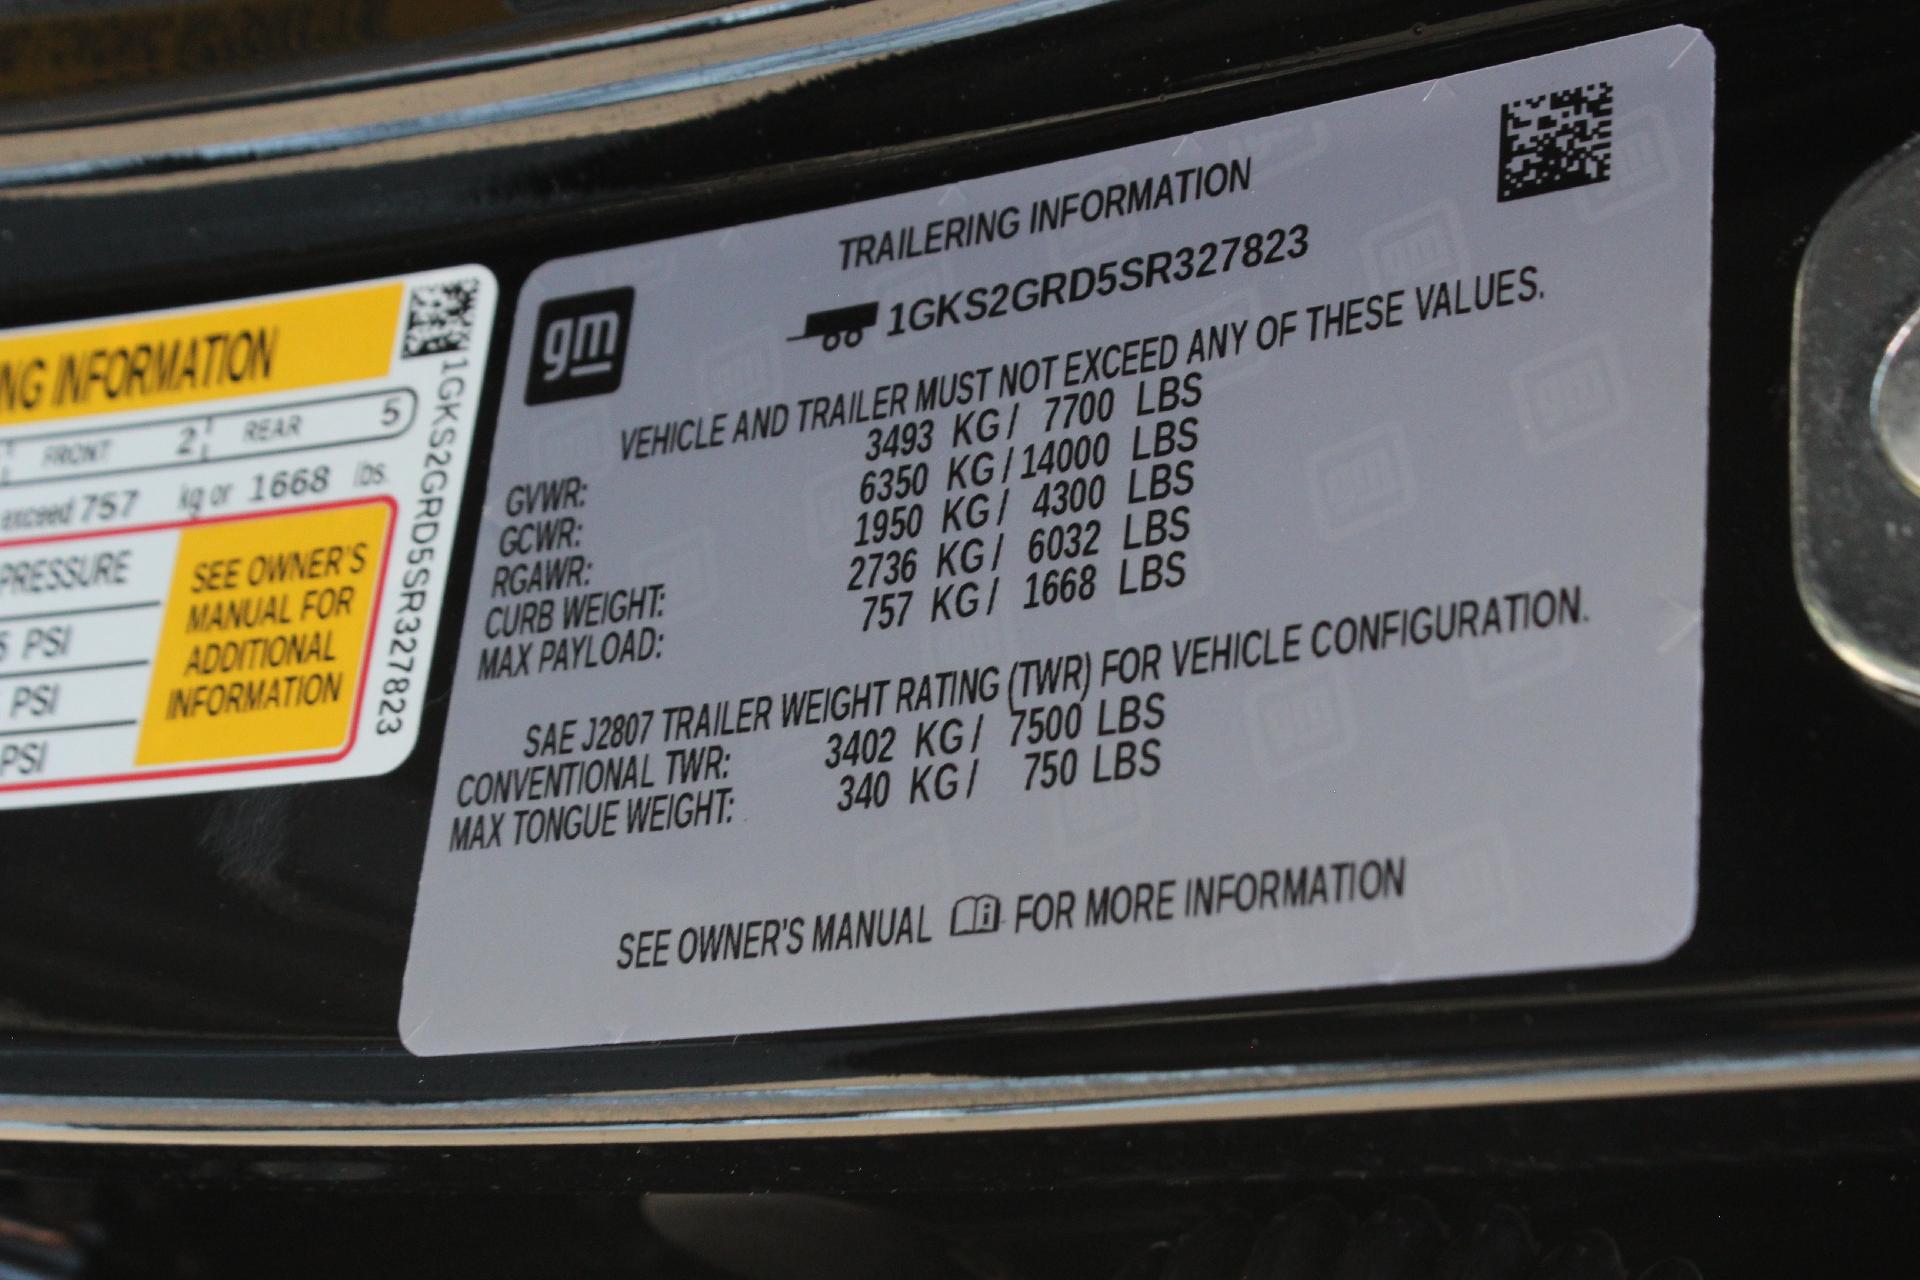 NG INFORMATION
FRONT 2 REAR 5
exceed 757 kg or 1668 lbs.
PRESSURE
PSI
PSI
PSI
SEE OWNER'S
MANUAL FOR
ADDITIONAL
INFORMATION
1GKS2GRD5SR327823
gm
TRAILERING INFORMATION
1GKS2GRD5SR327823
VEHICLE AND TRAILER MUST NOT EXCEED ANY OF THESE VALUES.
GVWR: 3493 KG / 7700 LBS
GCWR: 6350 KG / 14000 LBS
RGAWR: 1950 KG / 4300 LBS
CURB WEIGHT: 2736 KG / 6032 LBS
MAX PAYLOAD: 757 KG / 1668 LBS
SAE J2807 TRAILER WEIGHT RATING (TWR) FOR VEHICLE CONFIGURATION.
CONVENTIONAL TWR: 3402 KG / 7500 LBS
MAX TONGUE WEIGHT: 340 KG / 750 LBS
SEE OWNER'S MANUAL FOR MORE INFORMATION